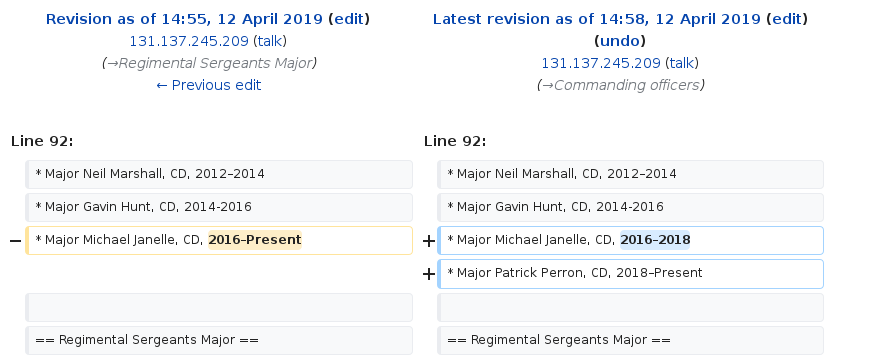 Revision as of 14:55, 12 April 2019 (edit)
131.137.245.209 (talk)
(→Regimental Sergeants Major)
← Previous edit
Latest revision as of 14:58, 12 April 2019 (edit)
(undo)
131.137.245.209 (talk)
(→Commanding officers)
Line 92:
Line 92:
* Major Neil Marshall, CD, 2012–2014
* Major Neil Marshall, CD, 2012–2014
* Major Gavin Hunt, CD, 2014-2016
* Major Gavin Hunt, CD, 2014-2016
− * Major Michael Janelle, CD, 2016–Present
+ * Major Michael Janelle, CD, 2016–2018
+ * Major Patrick Perron, CD, 2018–Present
== Regimental Sergeants Major ==
== Regimental Sergeants Major ==